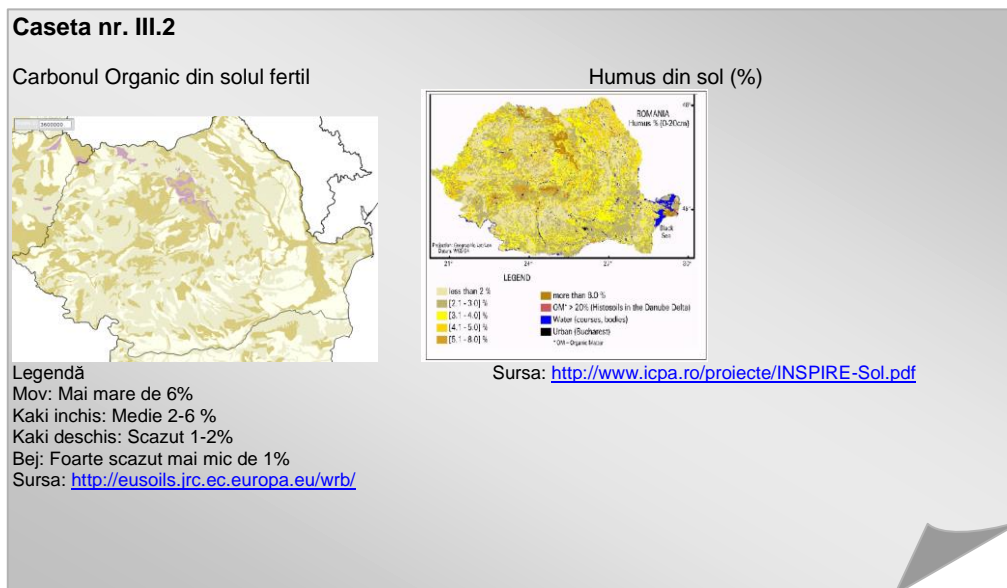 Caseta nr. III.2
Carbonul Organic din solul fertil
Humus din sol (%)
ROMANIA
Humus % (0-20cm)
48°
Black
Sea
21°
24°
LEGEND
less than 2 %
[2.1 - 3.0] %
[3.1 - 4.0] %
[4.1 - 5.0] %
[5.1 - 8.0] %
more than 8.0 %
OM* > 20% (Histosoils in the Danube Delta)
Water (courses, bodies)
Urban (Bucharest)
*OM - Organic Matter
Legendă
Mov: Mai mare de 6%
Kaki inchis: Medie 2-6 %
Kaki deschis: Scazut 1-2%
Bej: Foarte scazut mai mic de 1%
Sursa: http://eusoils.jrc.ec.europa.eu/wrb/
Sursa: http://www.icpa.ro/proiecte/INSPIRE-Sol.pdf